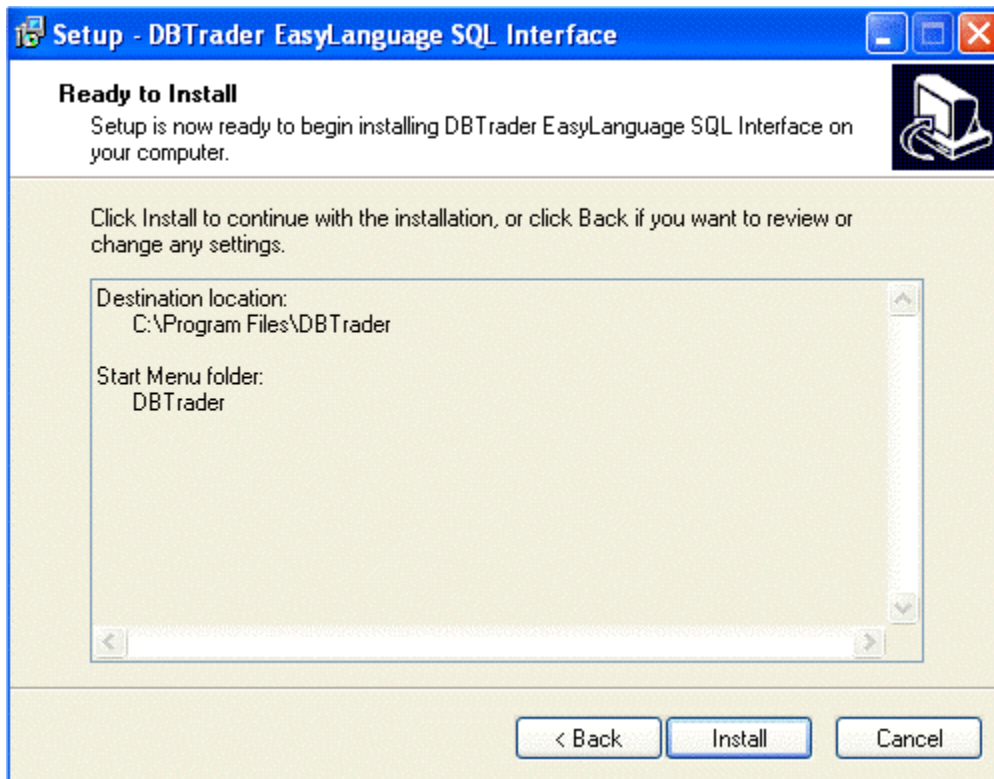 Setup - DBTrader EasyLanguage SQL Interface
Ready to Install
Setup is now ready to begin installing DBTrader EasyLanguage SQL Interface on
your computer.
Click Install to continue with the installation, or click Back if you want to review or
change any settings.
Destination location:
C:\Program Files\DBTrader
Start Menu folder:
DBTrader
< Back
Install
Cancel